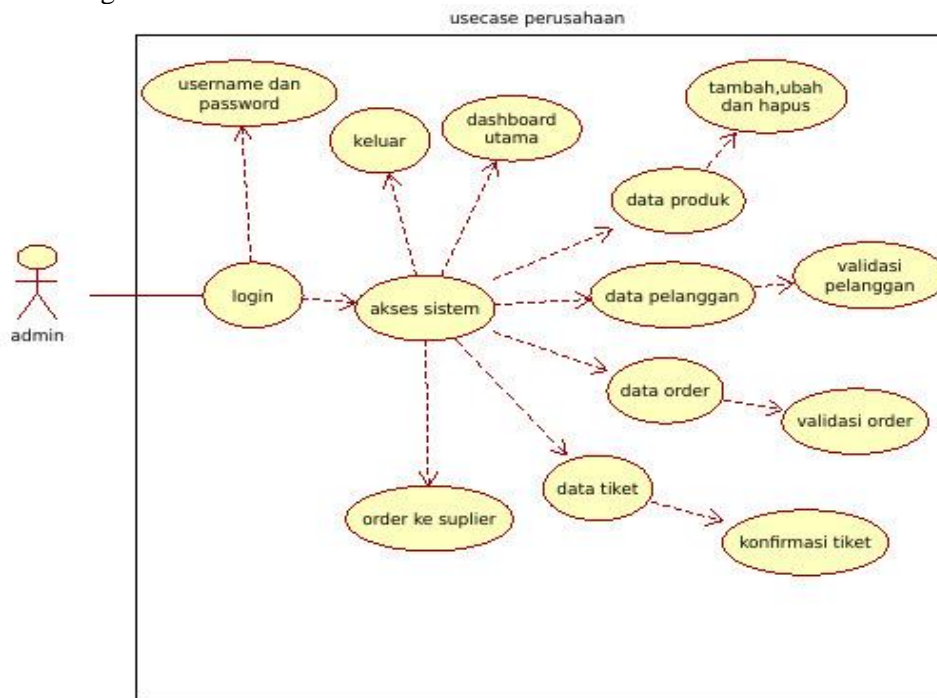 usecase perusahaan
username dan
password
keluar
dashboard
utama
tambah,ubah
dan hapus
data produk
validasi
pelanggan
login
akses sistem
data pelanggan
admin
data order
validasi order
data tiket
order ke suplier
konfirmasi tiket